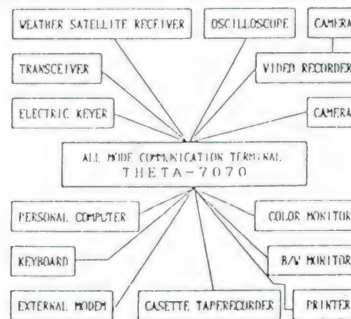 WEATHER SATELLITE RECEIVER
OSCILLOSCOPE
CAMERA
TRANSCEIVER
VIDEO RECORDER
ELECTRIC KEYER
CAMERA
ALL MODE COMMUNICATION TERMINAL
THETA-7070
PERSONAL COMPUTER
COLOR MONITOR
KEYBOARD
B/W MONITOR
EXTERNAL MODEM
CASETTE TAPERECURDER
PRINTER